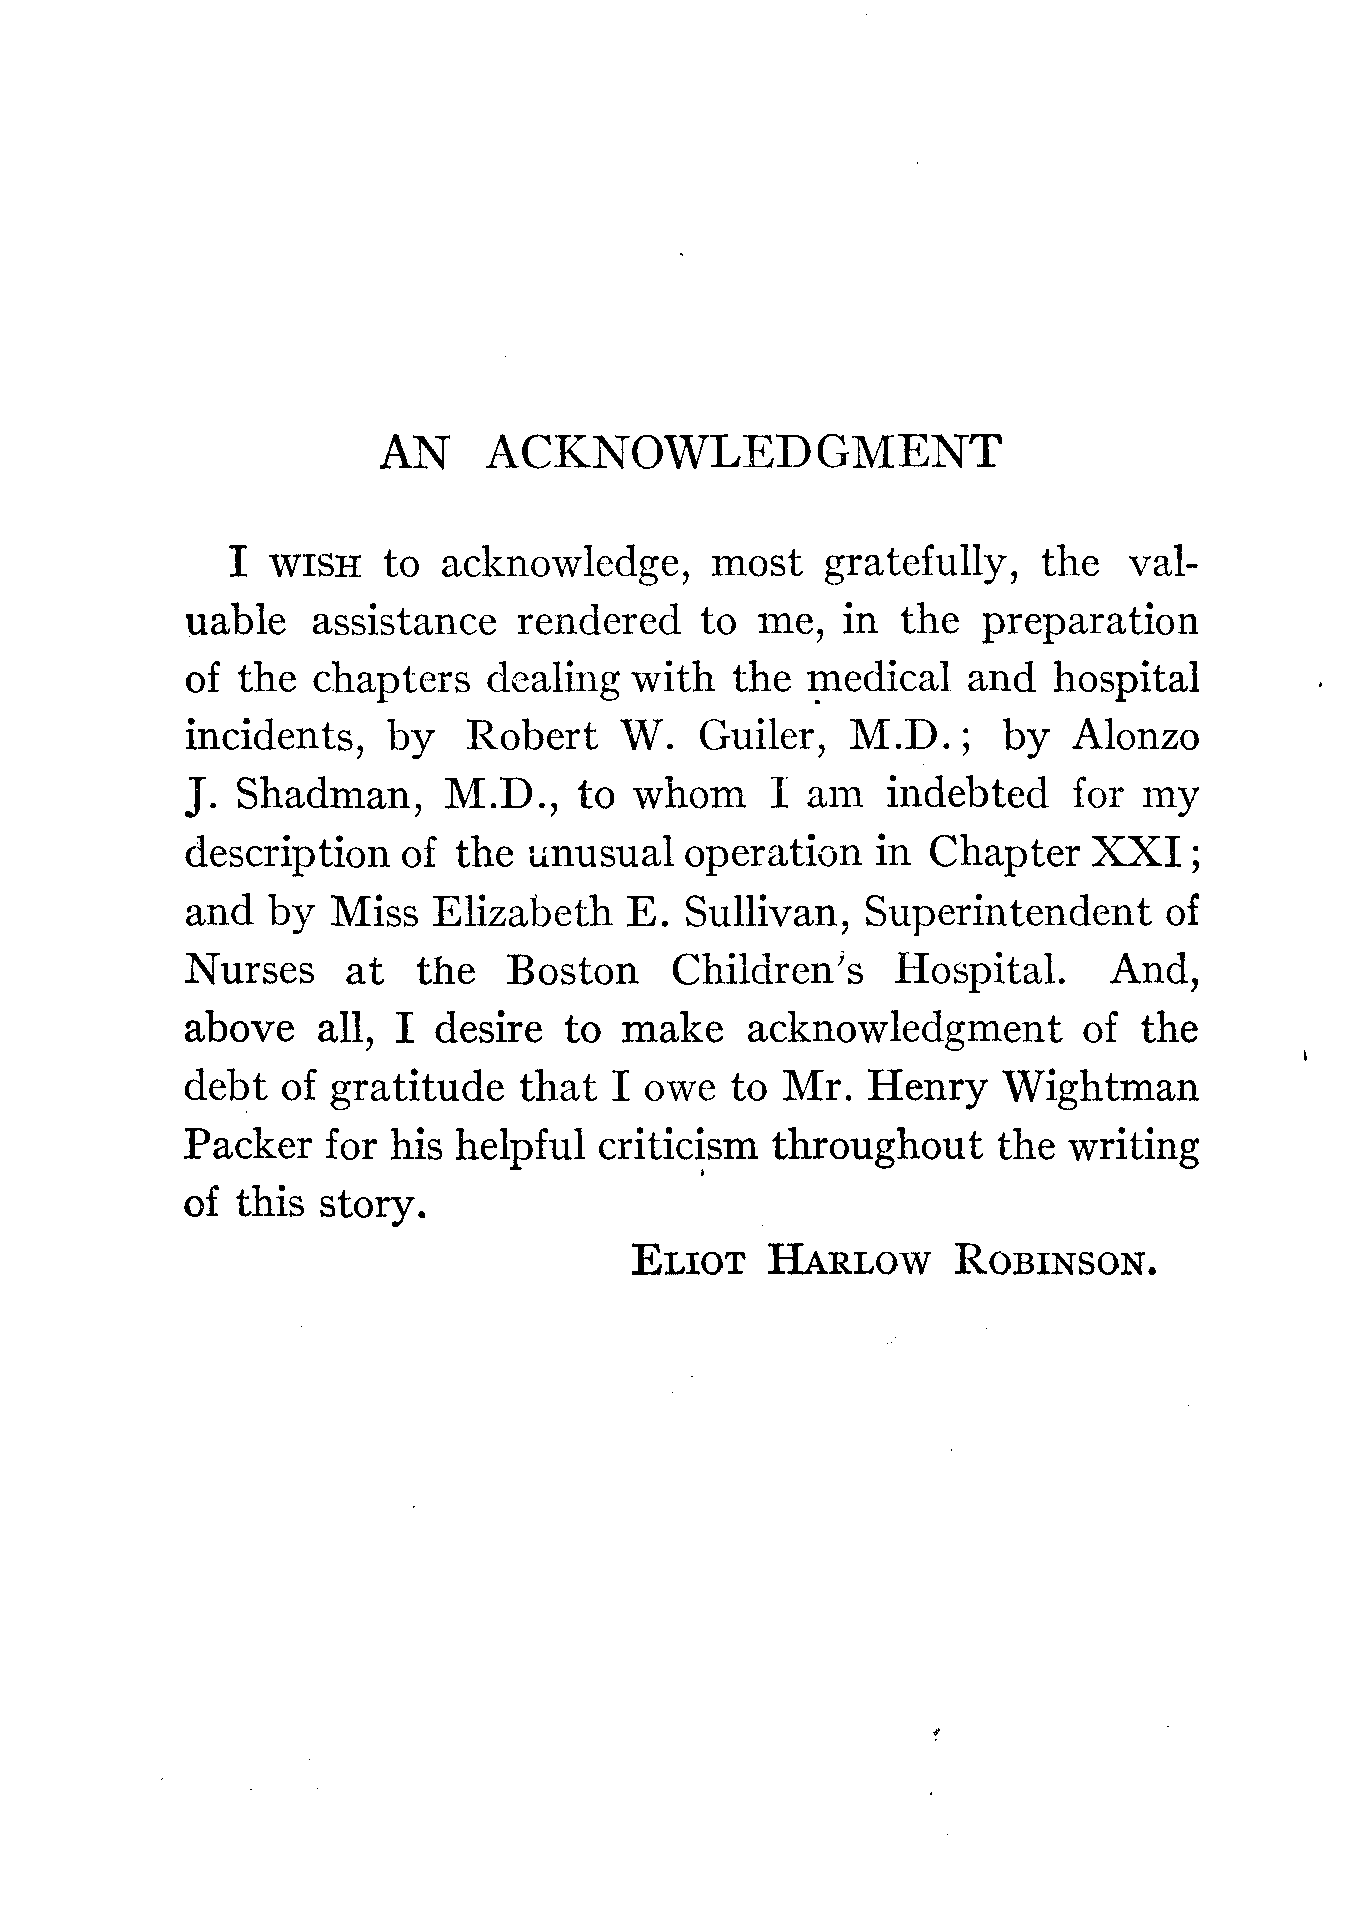 AN ACKNOWLEDGMENT
I WISH to acknowledge, most gratefully, the val-
uable assistance rendered to me, in the preparation
of the chapters dealing with the medical and hospital
incidents, by Robert W. Guiler, M.D.; by Alonzo
J. Shadman, M.D., to whom I am indebted for my
description of the unusual operation in Chapter XXI;
and by Miss Elizabeth E. Sullivan, Superintendent of
Nurses at the Boston Children's Hospital. And,
above all, I desire to make acknowledgment of the
debt of gratitude that I owe to Mr. Henry Wightman
Packer for his helpful criticism throughout the writing
of this story.
ELIOT HARLOW ROBINSON.